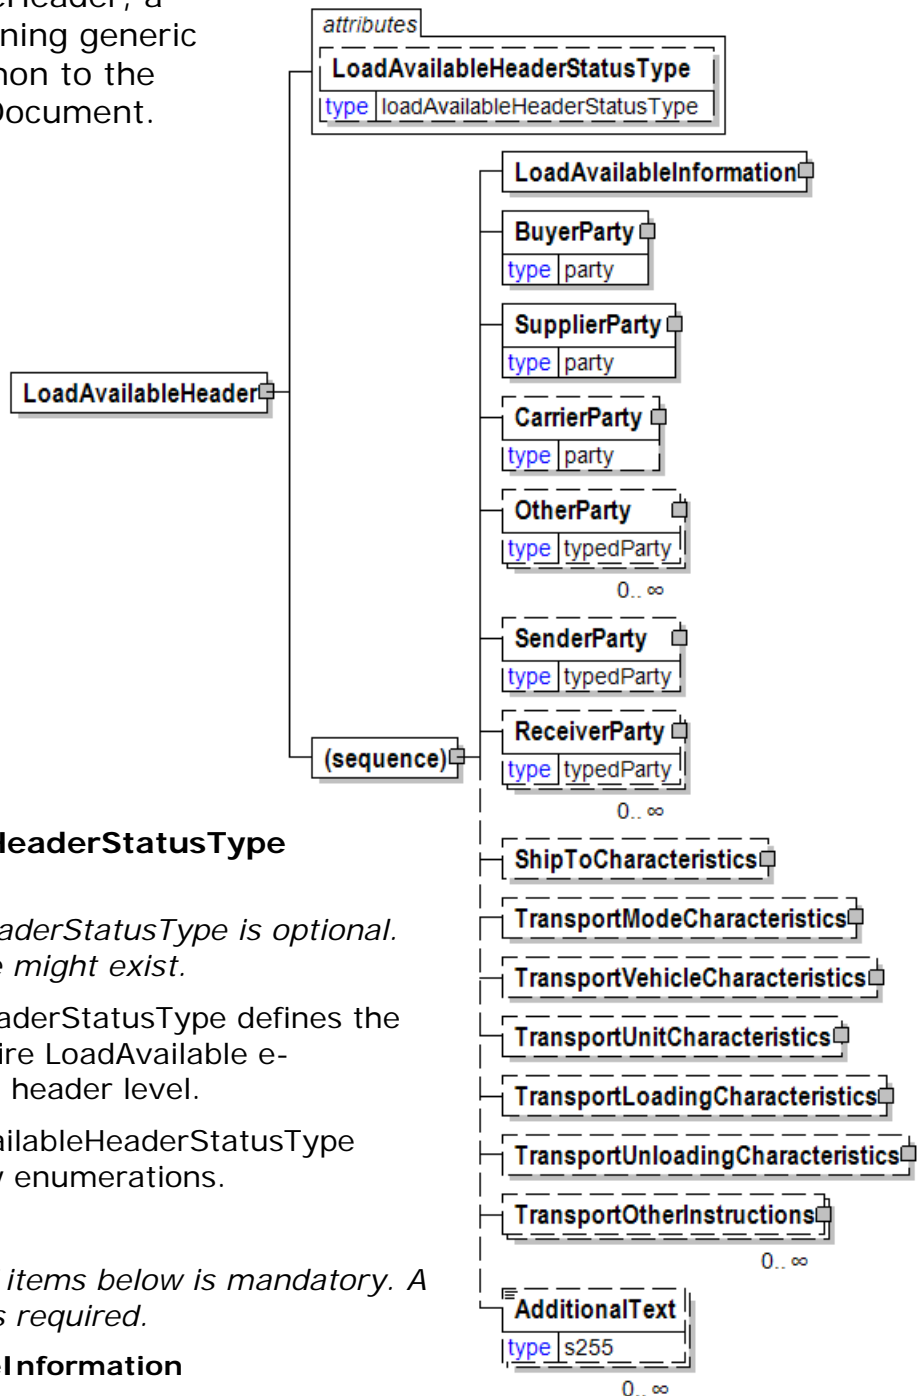 eHeader, a
ning generic
non to the
Document.
attributes
LoadAvailableHeaderStatusType
type loadAvailableHeaderStatusType
LoadAvailableInformation
BuyerParty
type party
SupplierParty
type party
LoadAvailableHeader
CarrierParty
type party
OtherParty
type typedParty
0.. ∞
SenderParty
type typedParty
ReceiverParty
type typedParty
0.. ∞
(sequence)
ShipToCharacteristics
TransportModeCharacteristics
TransportVehicleCharacteristics
TransportUnitCharacteristics
TransportLoadingCharacteristics
TransportUnloadingCharacteristics
TransportOtherInstructions
0.. ∞
AdditionalText
type s255
0.. ∞
HeaderStatusType
aderStatusType is optional.
e might exist.
aderStatusType defines the
ire LoadAvailable e-
header level.
ailableHeaderStatusType
y enumerations.
items below is mandatory. A
s required.
eInformation